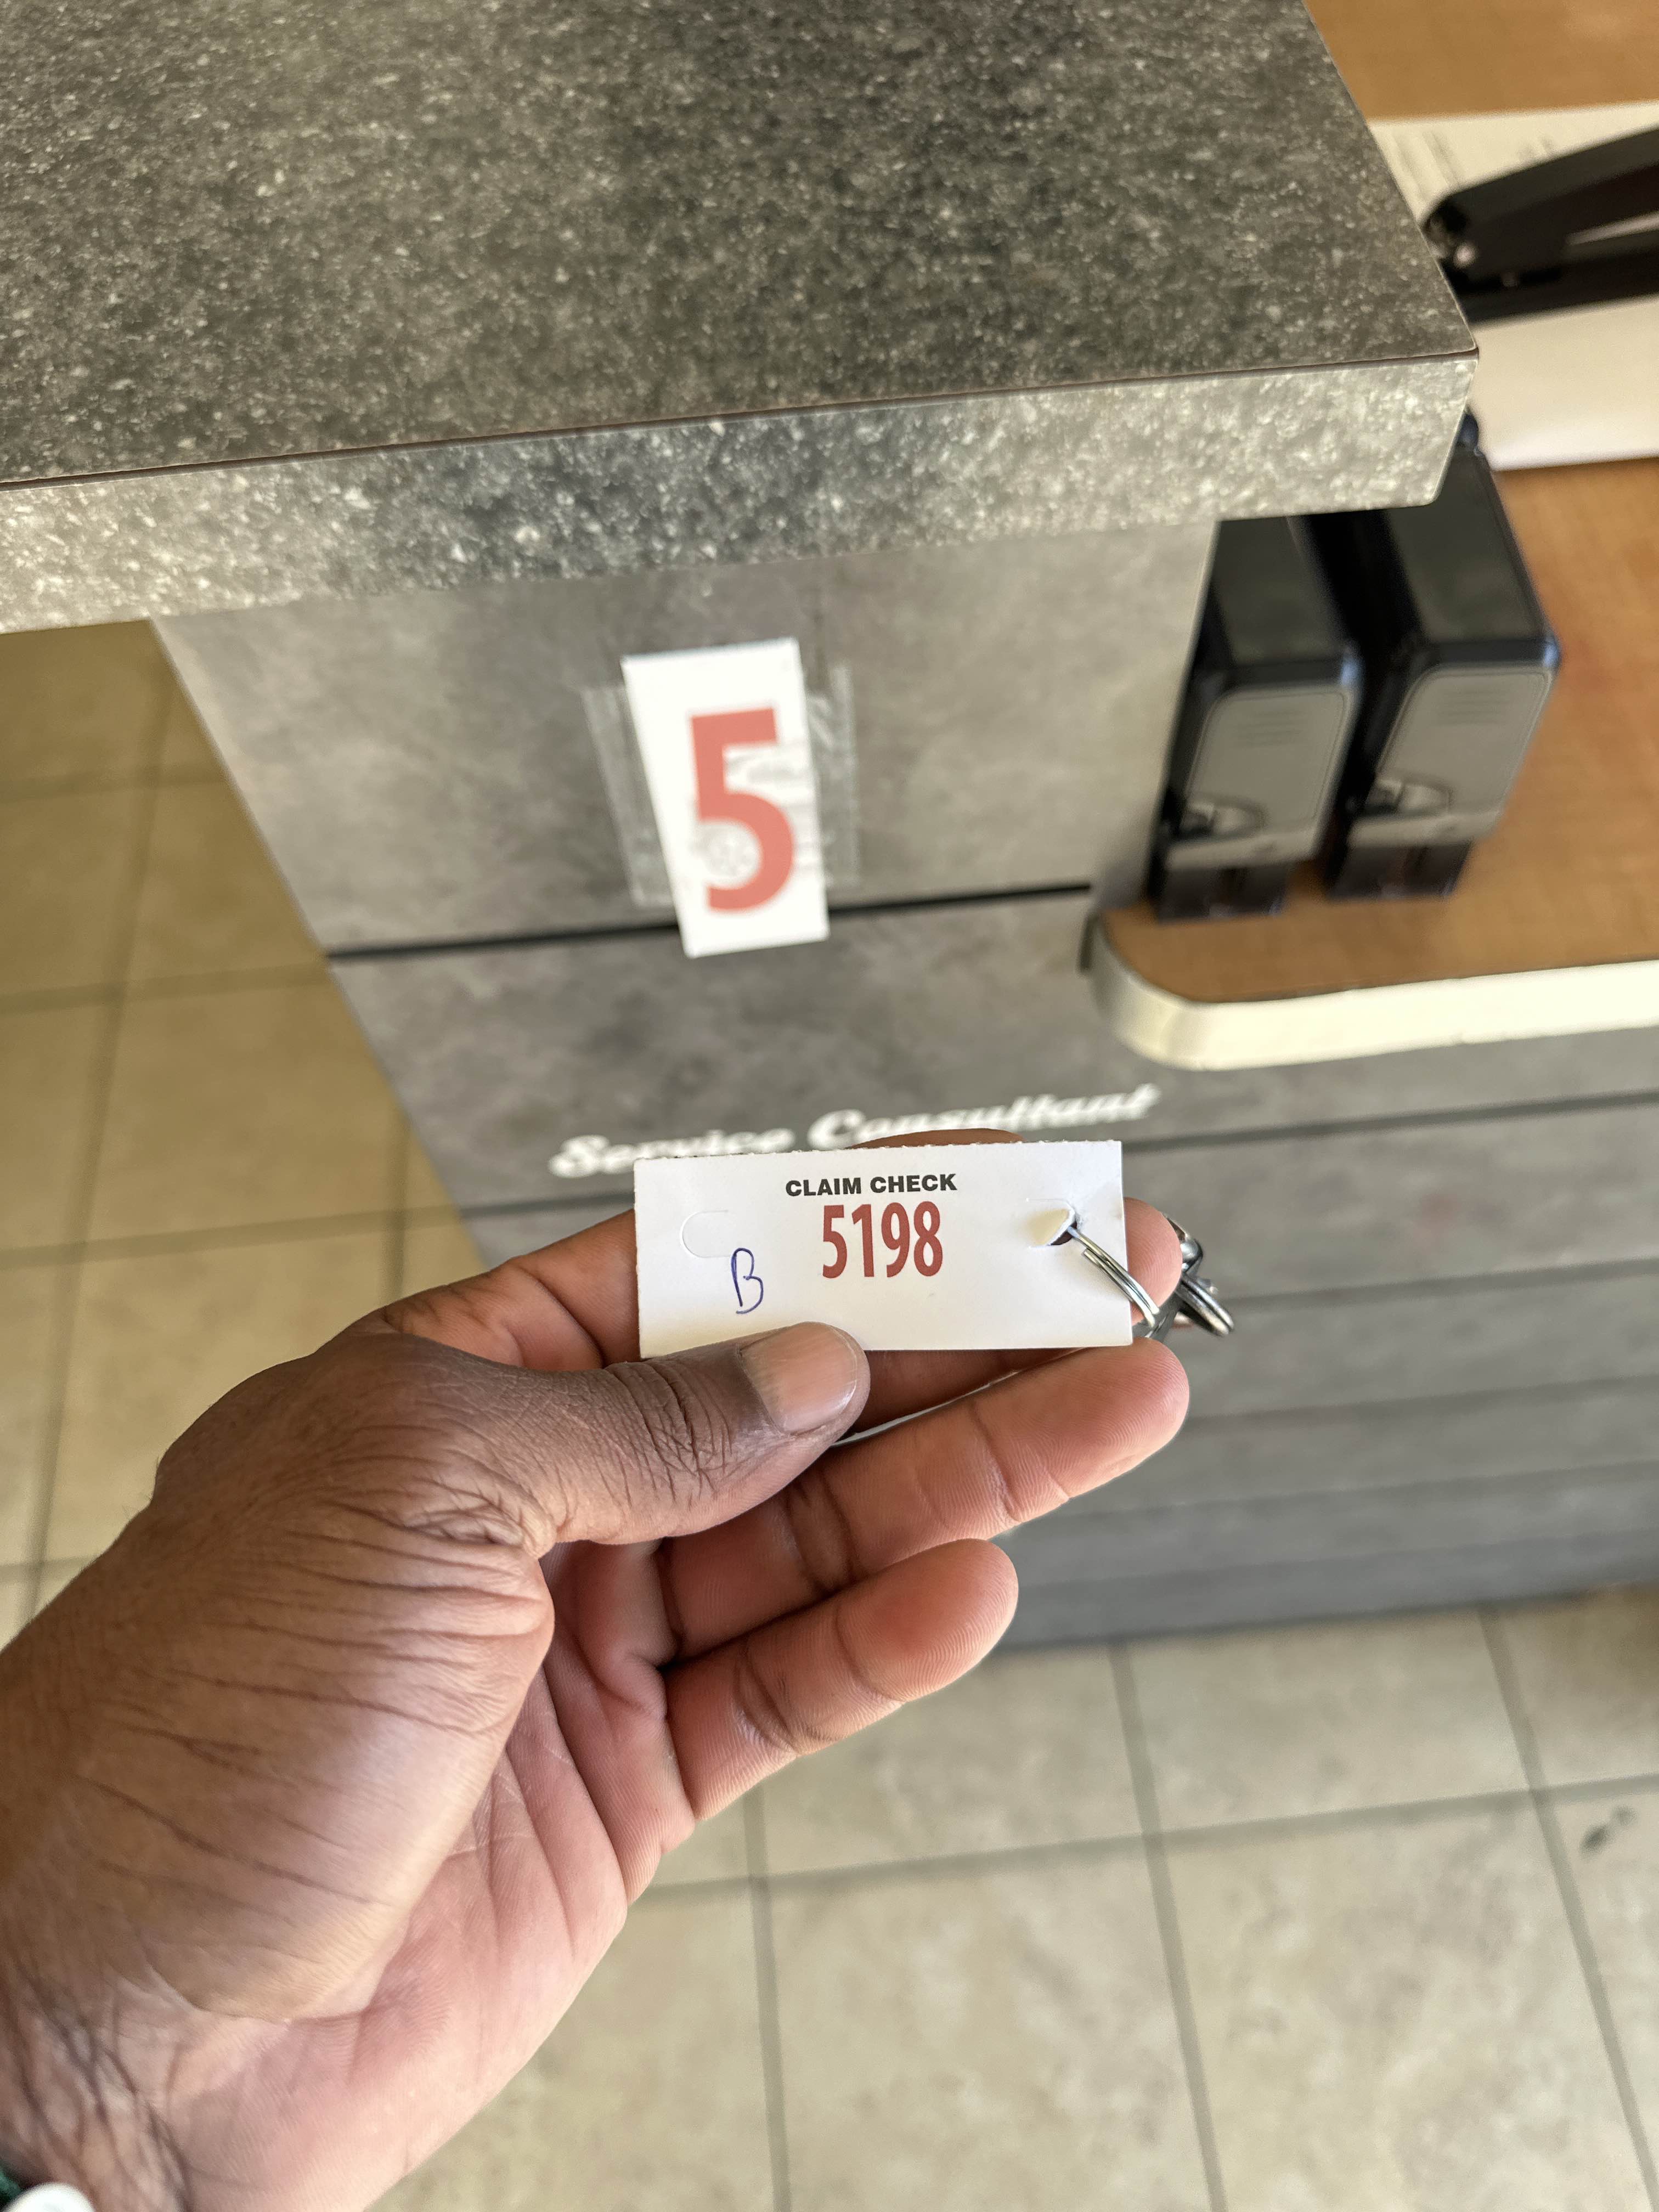 5
Service Consultant
CLAIM CHECK
5198
B